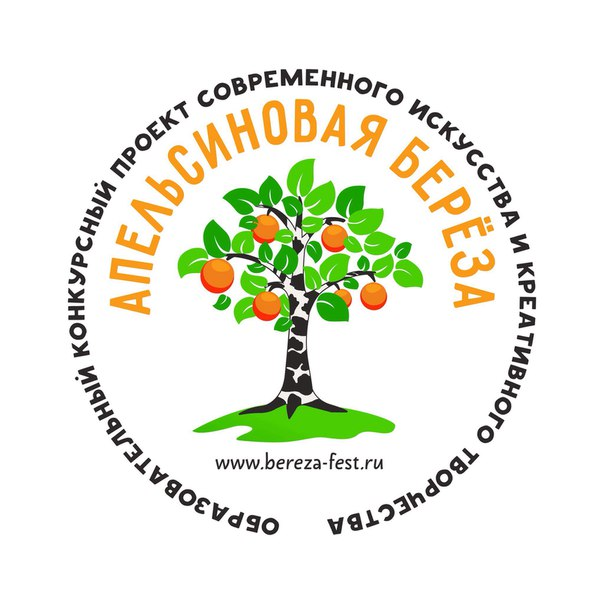 ОБРАЗОВАТЕЛЬНЫЙ КОНКУРСНЫЙ ПРОЕКТ СОВРЕМЕННОГО ИСКУССТВА И КРЕАТИВНОГО ТВОРЧЕСТВА
АПЕЛЬСИНОВАЯ БЕРЁЗА
www.bereza-fest.ru